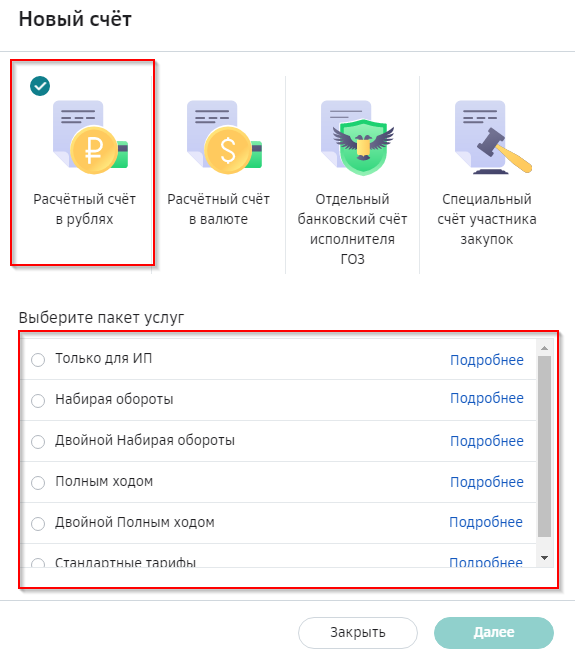 Новый счёт
Расчётный счёт
в рублях
Расчётный счёт
в валюте
Отдельный
банковский счёт
исполнителя
ГОЗ
Специальный
счёт участника
закупок
Выберите пакет услуг
Только для ИП Подробнее
Набирая обороты Подробнее
Двойной Набирая обороты Подробнее
Полным ходом Подробнее
Двойной Полным ходом Подробнее
Стандартные тарифы Подробнее
Закрыть Далее